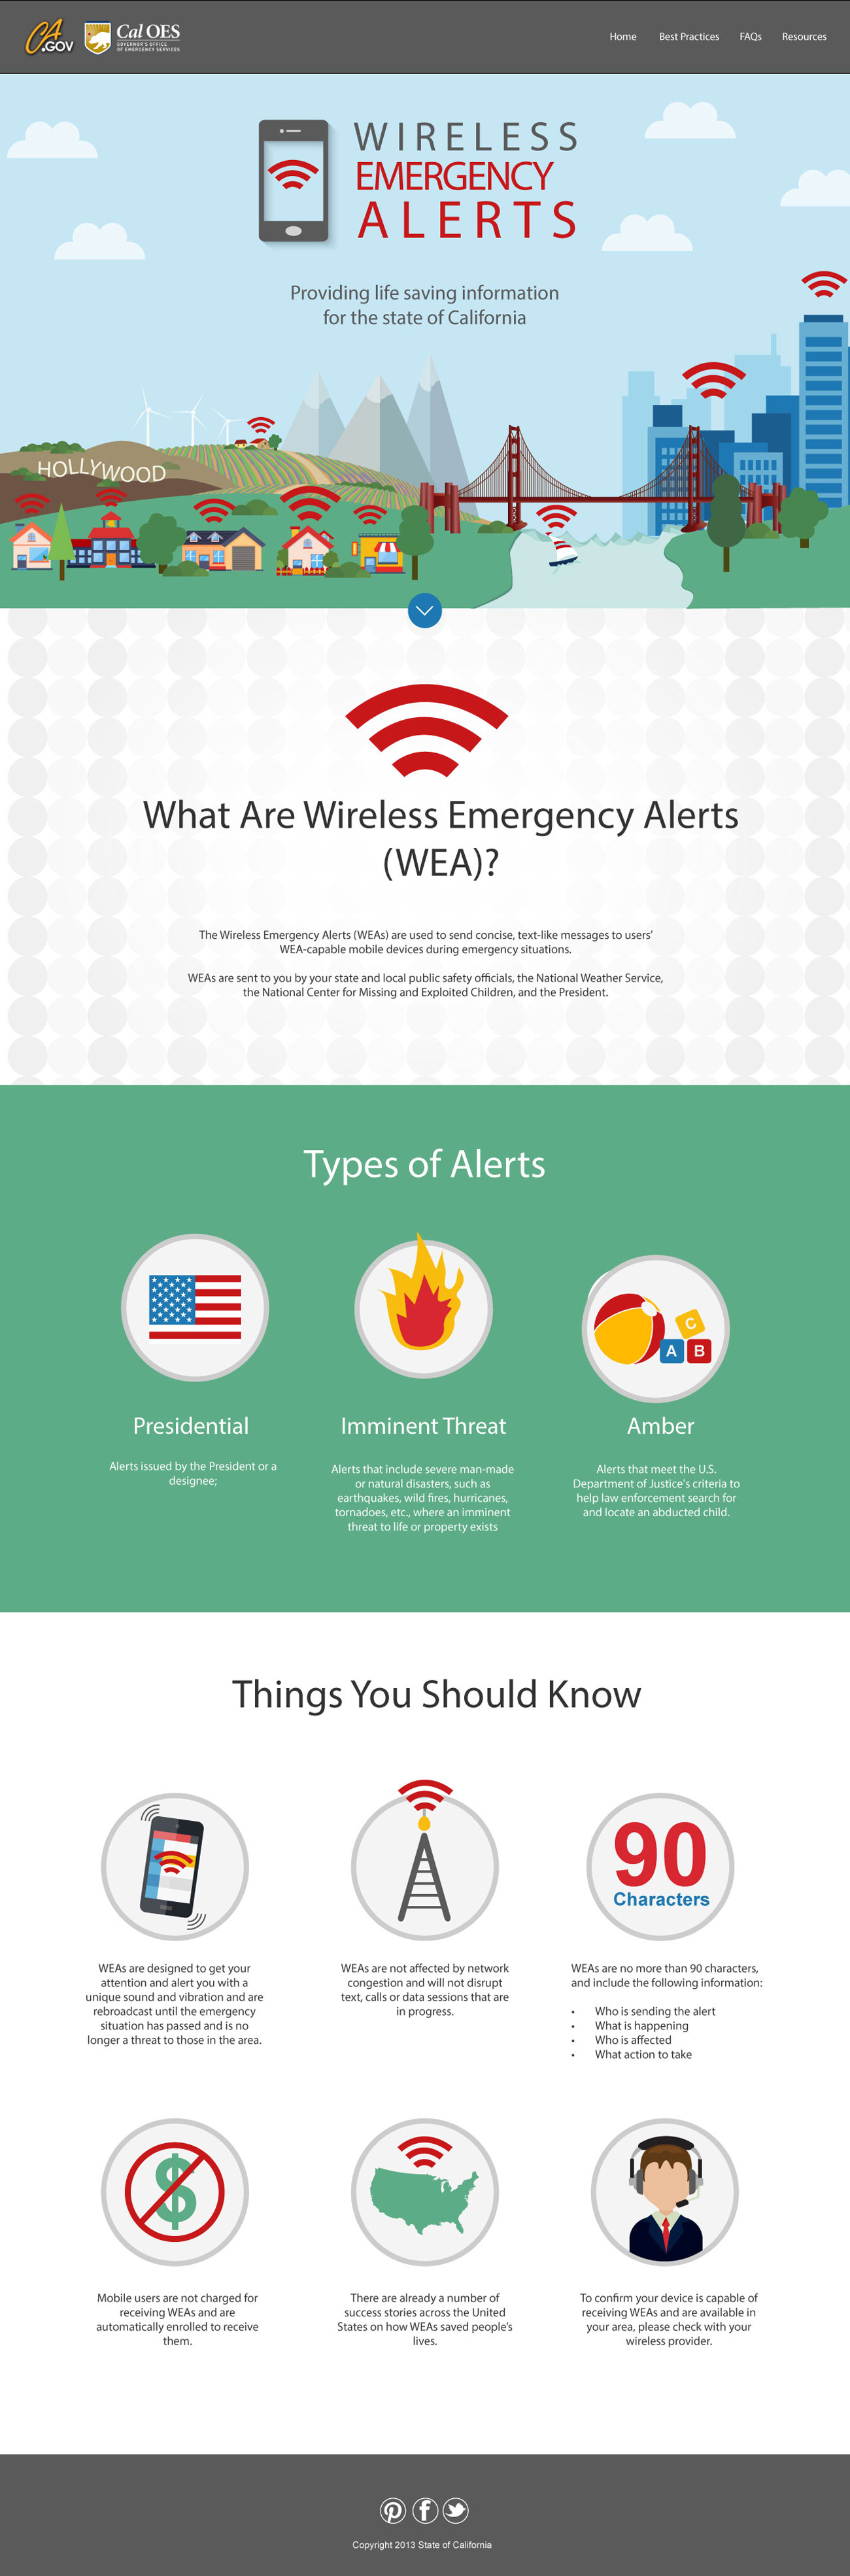 CA.GOV
Cal OES
GOVERNOR'S OFFICE
OF EMERGENCY SERVICES
Home Best Practices FAQs Resources
WIRELESS
EMERGENCY
ALERTS
Providing life saving information
for the state of California
HOLLYWOOD
What Are Wireless Emergency Alerts
(WEA)?
The Wireless Emergency Alerts (WEAs) are used to send concise, text-like messages to users’
WEA-capable mobile devices during emergency situations.
WEAs are sent to you by your state and local public safety officials, the National Weather Service,
the National Center for Missing and Exploited Children, and the President.
Types of Alerts
C
A B
Presidential
Alerts issued by the President or a
designee;
Imminent Threat
Alerts that include severe man-made
or natural disasters, such as
earthquakes, wild fires, hurricanes,
tornadoes, etc., where an imminent
threat to life or property exists
Amber
Alerts that meet the U.S.
Department of Justice's criteria to
help law enforcement search for
and locate an abducted child.
Things You Should Know
WEAs are designed to get your
attention and alert you with a
unique sound and vibration and are
rebroadcast until the emergency
situation has passed and is no
longer a threat to those in the area.
WEAs are not affected by network
congestion and will not disrupt
text, calls or data sessions that are
in progress.
90
Characters
WEAs are no more than 90 characters,
and include the following information:
• Who is sending the alert
• What is happening
• Who is affected
• What action to take
$
Mobile users are not charged for
receiving WEAs and are
automatically enrolled to receive
them.
There are already a number of
success stories across the United
States on how WEAs saved people's
lives.
To confirm your device is capable of
receiving WEAs and are available in
your area, please check with your
wireless provider.
Copyright 2013 State of California